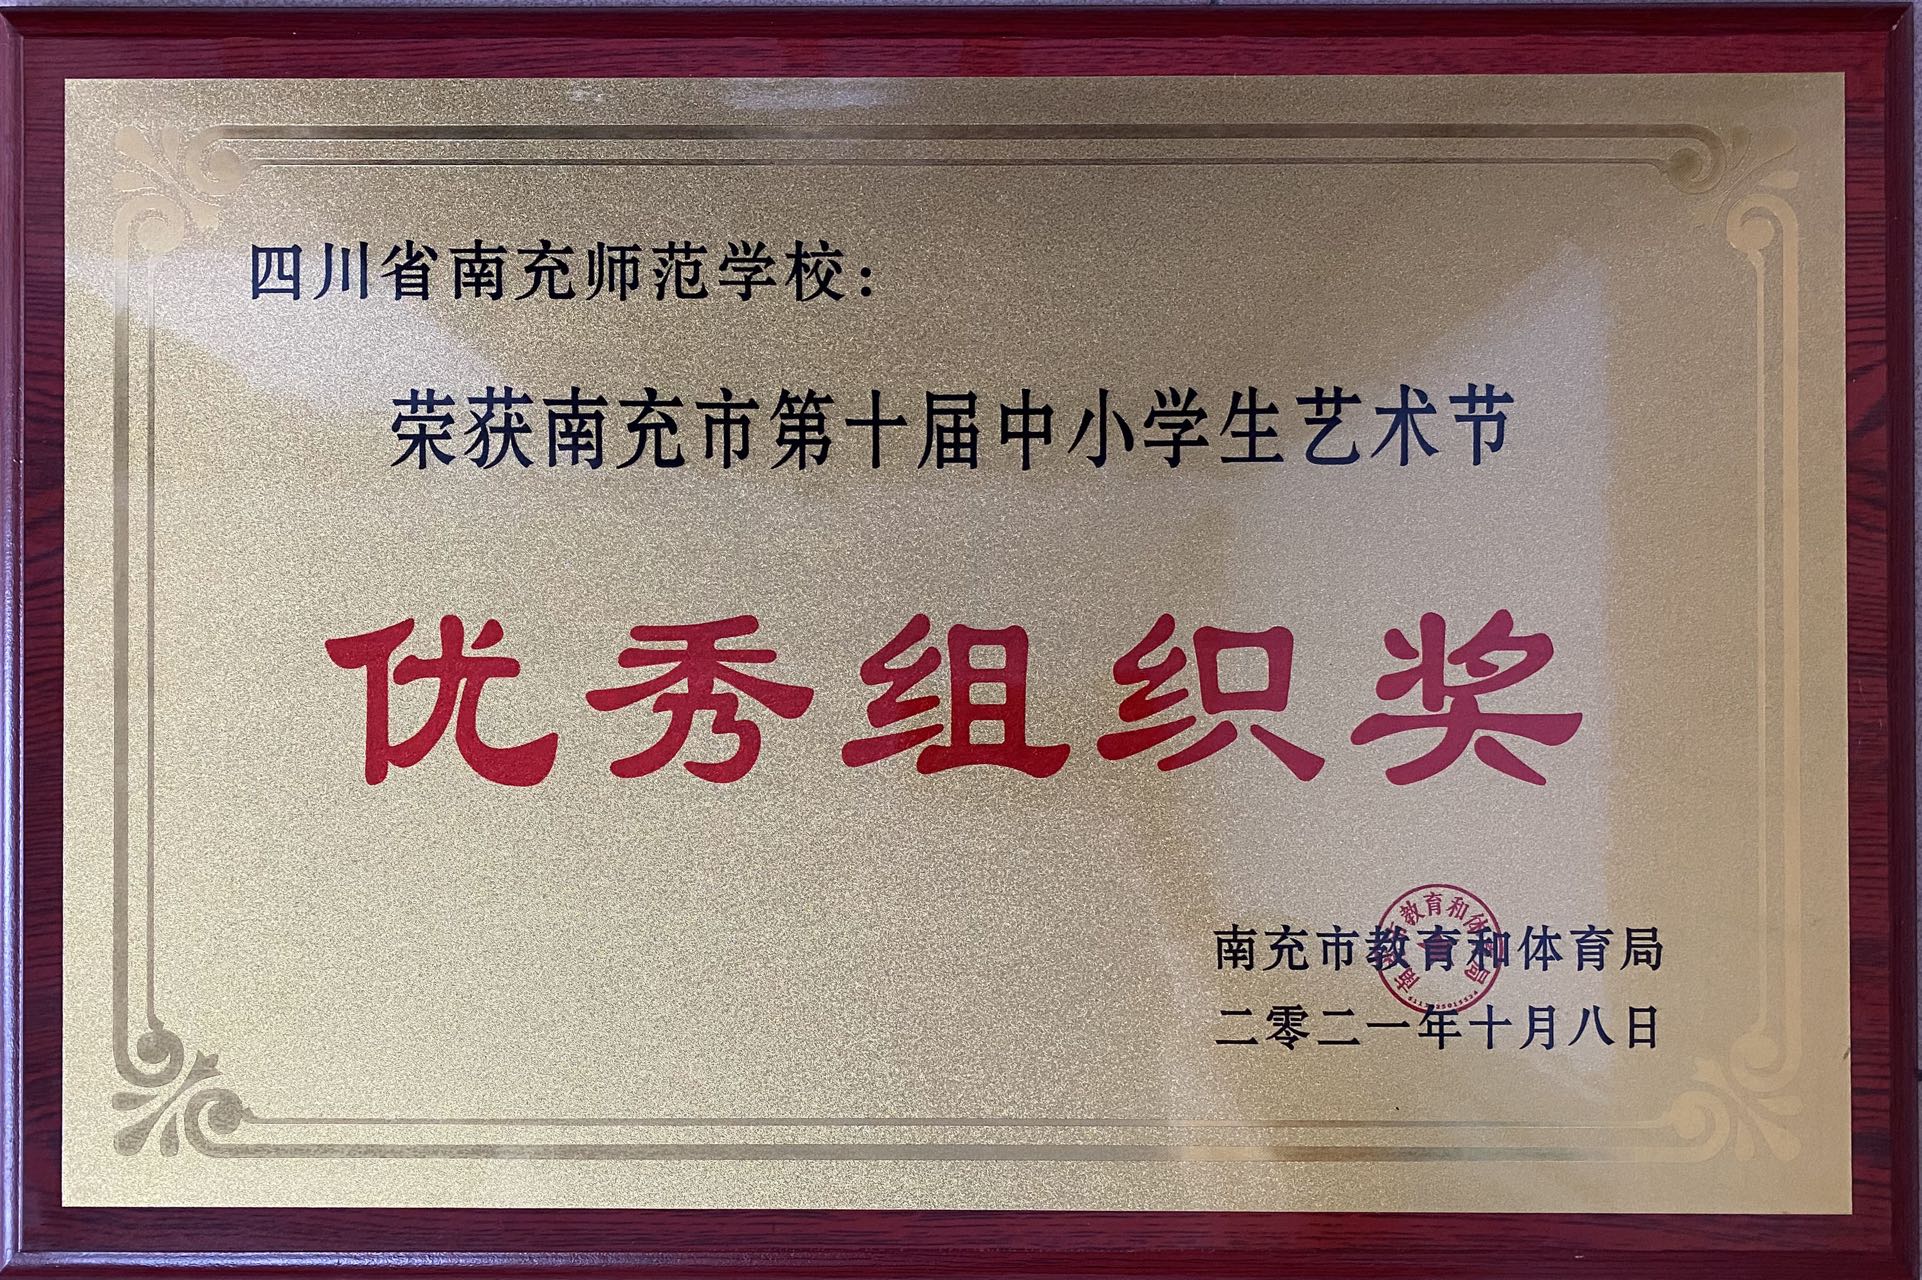 四川省南充师范学校：
荣获南充市第十届中小学生艺术节
优秀组织奖
南充市教育和体育局
二零二一年十月八日